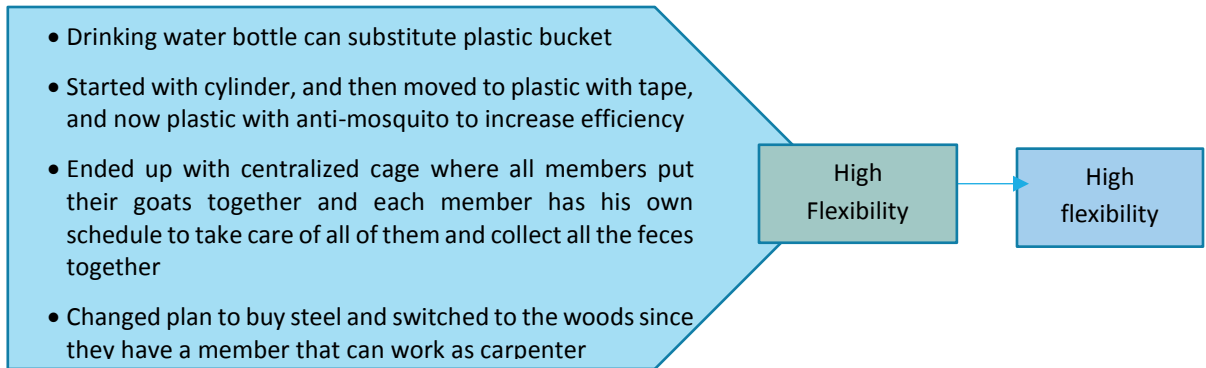 • Drinking water bottle can substitute plastic bucket
• Started with cylinder, and then moved to plastic with tape,
and now plastic with anti-mosquito to increase efficiency
• Ended up with centralized cage where all members put
their goats together and each member has his own
schedule to take care of all of them and collect all the feces
together
• Changed plan to buy steel and switched to the woods since
they have a member that can work as carpenter
High
Flexibility
High
flexibility